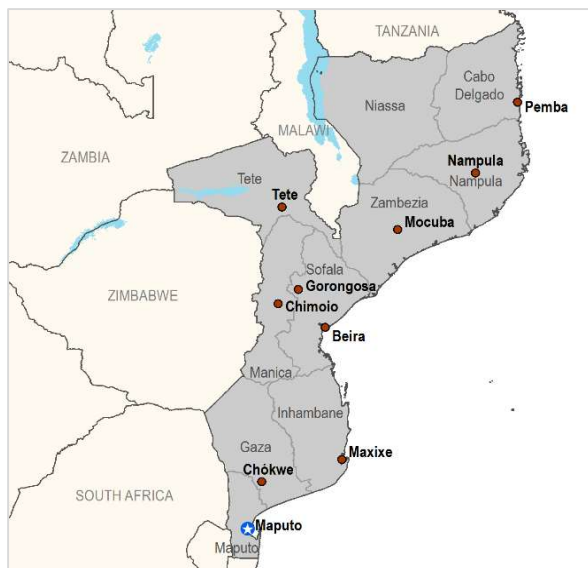 TANZANIA
Cabo
Delgado
Niassa
Pemba
MALAWI
ZAMBIA
Nampula
Nampula
Tete
Tete
Zambezia
Mocuba
Sofala
Gorongosa
ZIMBABWE
Chimoio
Beira
Manica
Inhambane
Gaza
Maxixe
Chókwe
SOUTH AFRICA
Maputo
Maputo